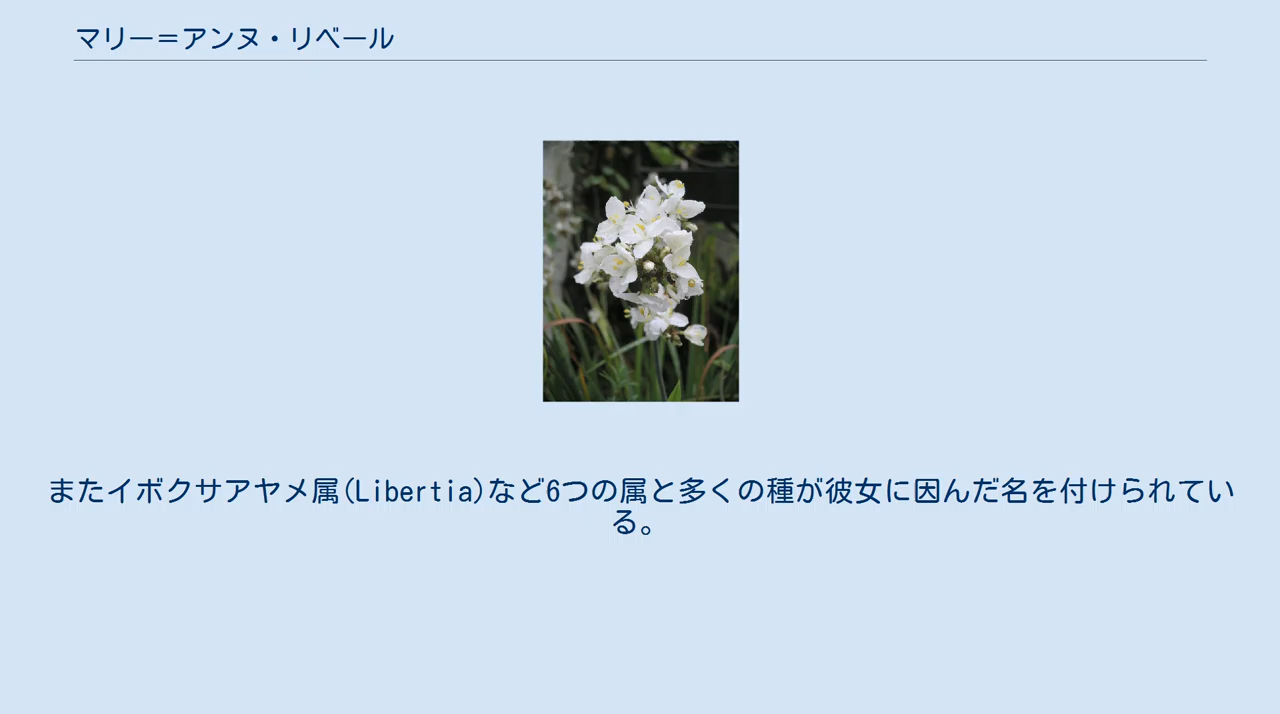 マリー＝アンヌ・リベール
またイボクサアヤメ属(Libertia)など6つの属と多くの種が彼女に因んだ名を付けられてい
る。